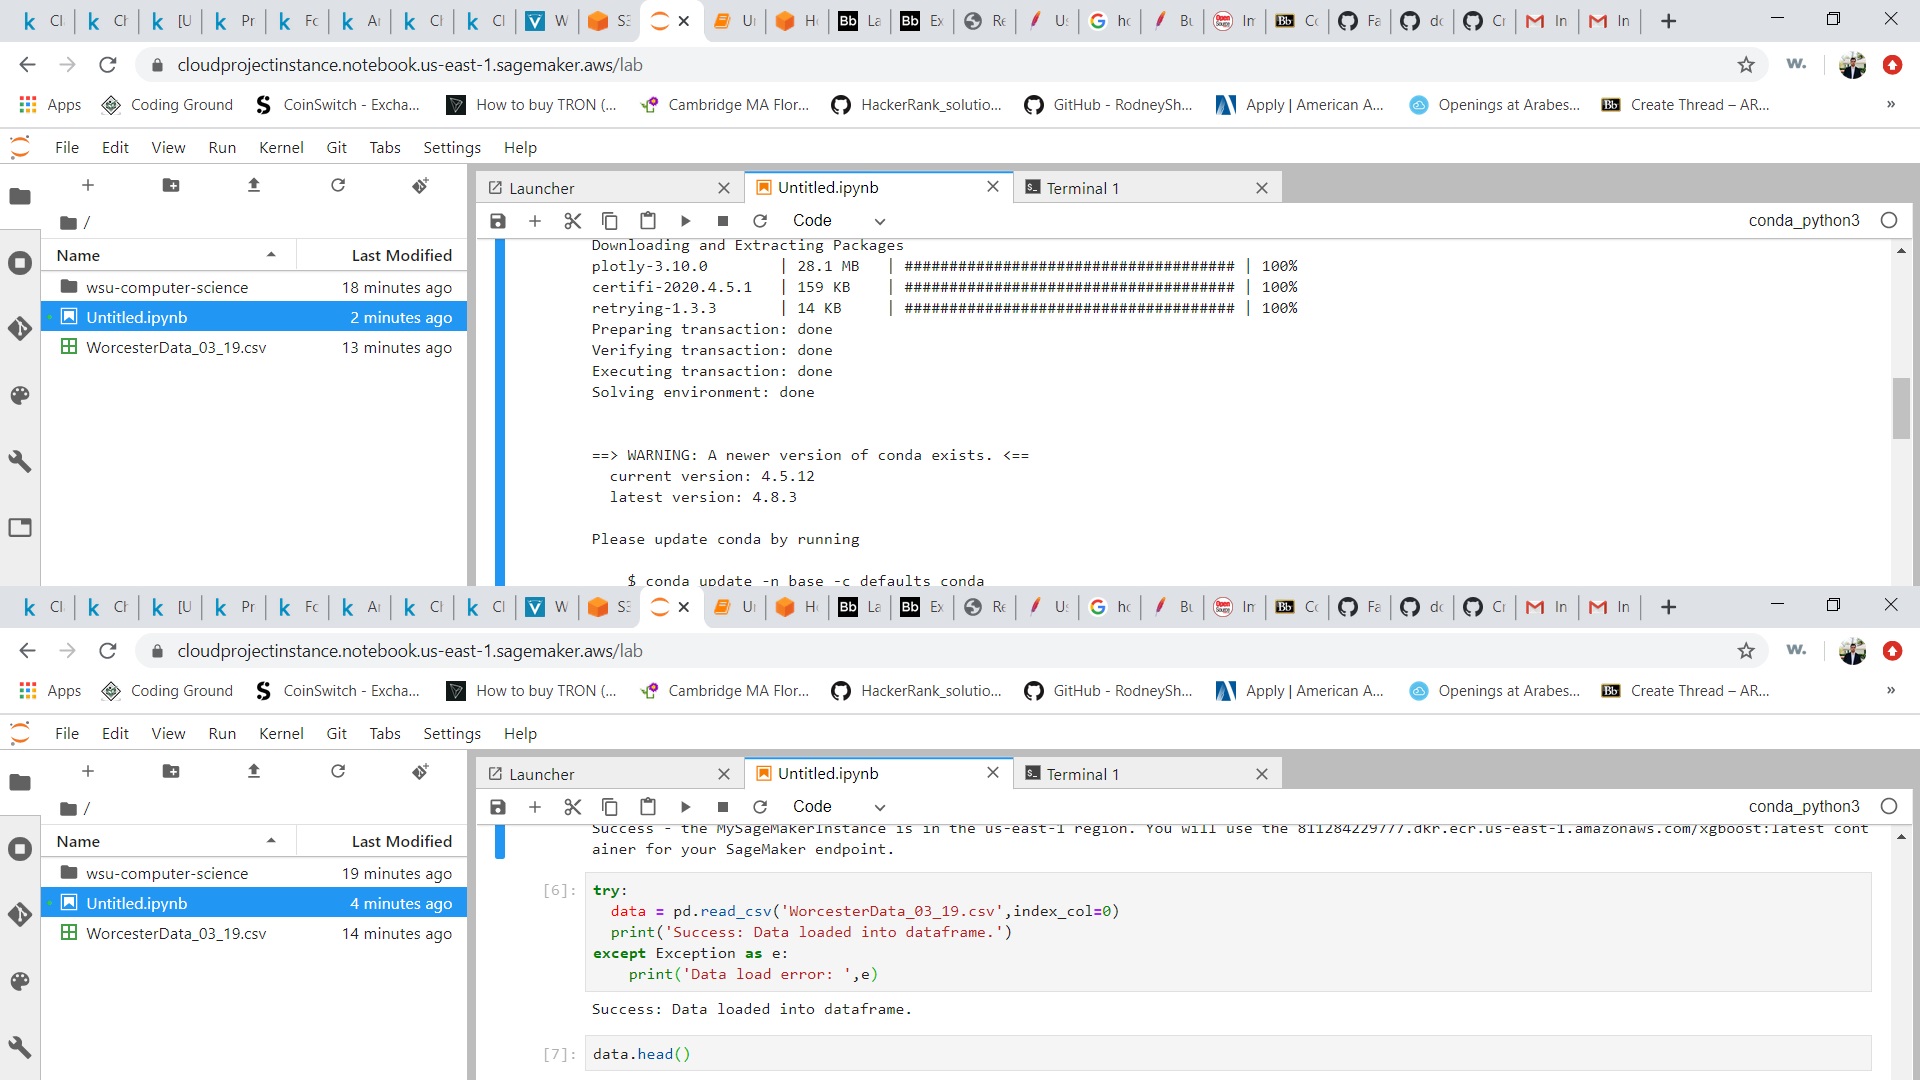 Cl Ch [U Pr Fc Ar Ch Cl W S3 Ur Hc La Ex Re Us hc Bu Im Cc Fa dc Cr In In
cloudprojectinstance.notebook.us-east-1.sagemaker.aws/lab w.
Apps Coding Ground CoinSwitch - Excha... How to buy TRON (... Cambridge MA Flor... HackerRank_solutio... GitHub - RodneySh... Apply | American A... Openings at Arabes... Bb Create Thread – AR... »
File Edit View Run Kernel Git Tabs Settings Help
Launcher Untitled.ipynb Terminal 1
/ Code conda_python3
Name Last Modified
wsu-computer-science 18 minutes ago
Untitled.ipynb 2 minutes ago
WorcesterData_03_19.csv 13 minutes ago
Downloading and Extracting Packages
plotly-3.10.0 | 28.1 MB | ##################################### | 100%
certifi-2020.4.5.1 | 159 KB | ##################################### | 100%
retrying-1.3.3 | 14 KB | ##################################### | 100%
Preparing transaction: done
Verifying transaction: done
Executing transaction: done
Solving environment: done
==> WARNING: A newer version of conda exists. <==
current version: 4.5.12
latest version: 4.8.3
Please update conda by running
$ conda update -n base -c defaults conda
Cl Ch [U Pr Fc Ar Ch Cl W S3 Ur Hc La Ex Re Us hc Bu Im Cc Fa dc Cr In In
cloudprojectinstance.notebook.us-east-1.sagemaker.aws/lab w.
Apps Coding Ground CoinSwitch - Excha... How to buy TRON (... Cambridge MA Flor... HackerRank_solutio... GitHub - RodneySh... Apply | American A... Openings at Arabes... Bb Create Thread – AR... »
File Edit View Run Kernel Git Tabs Settings Help
Launcher Untitled.ipynb Terminal 1
/ Code conda_python3
Name Last Modified
wsu-computer-science 19 minutes ago
Untitled.ipynb 4 minutes ago
WorcesterData_03_19.csv 14 minutes ago
Success - the MySageMakerInstance is in the us-east-1 region. You will use the 811284229777.dkr.ecr.us-east-1.amazonaws.com/xgboost:latest cont
ainer for your SageMaker endpoint.
[6]: try:
data = pd.read_csv('WorcesterData_03_19.csv',index_col=0)
print('Success: Data loaded into dataframe.')
except Exception as e:
print('Data load error: ',e)
Success: Data loaded into dataframe.
[7]: data.head()